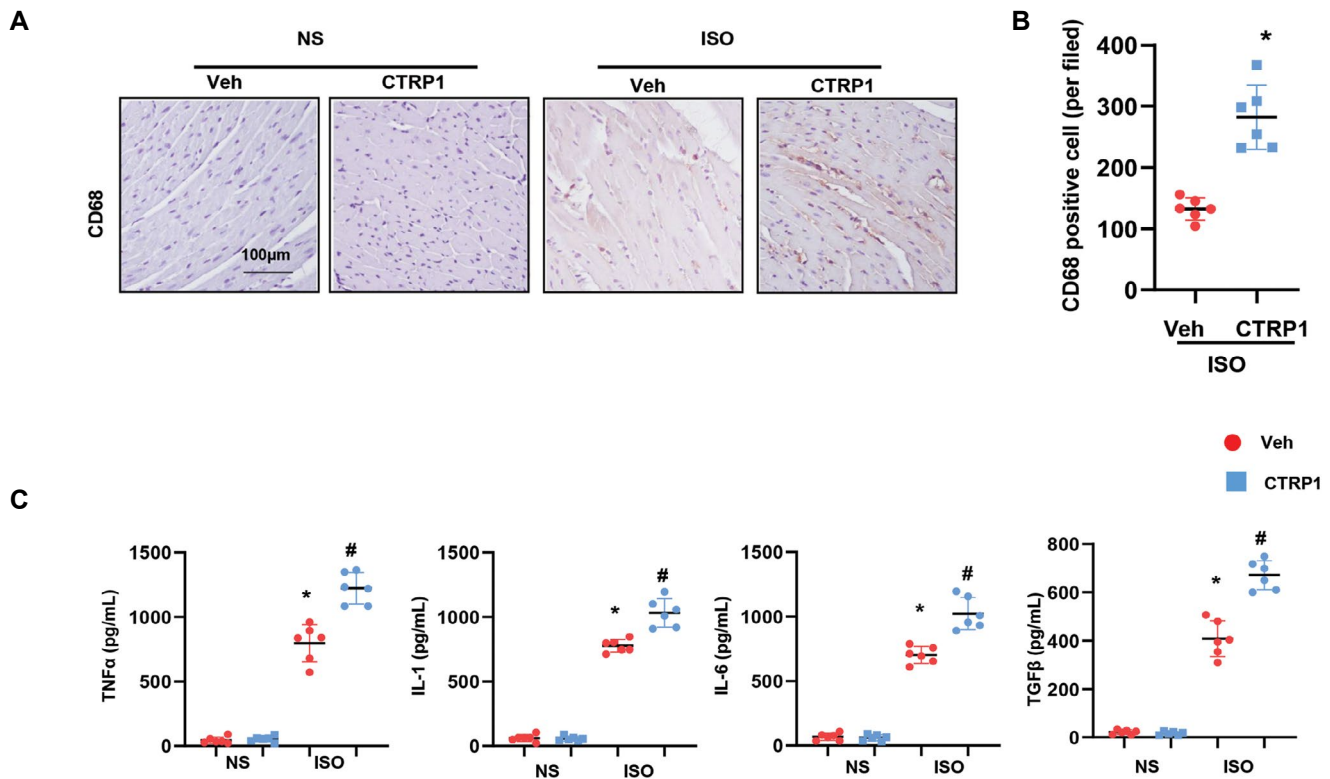 A
NS
ISO
Veh
CTRP1
Veh
CTRP1
CD68
100μm
B
CD68 positive cell (per filed)
400
300
200
100
0
*
Veh
CTRP1
ISO
Veh
CTRP1
C
TNFα (pg/mL)
1500
1000
500
0
*
#
NS
ISO
IL-1 (pg/mL)
1500
1000
500
0
*
#
NS
ISO
IL-6 (pg/mL)
1500
1000
500
0
*
#
NS
ISO
TGFβ (pg/mL)
800
600
400
200
0
*
#
NS
ISO